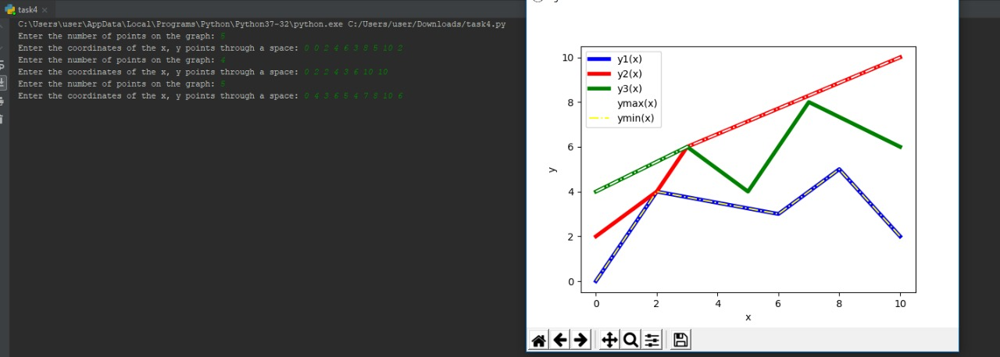 task4
C:\Users\user\AppData\Local\Programs\Python\Python37-32\python.exe C:/Users/user/Downloads/task4.py
Enter the number of points on the graph: 5
Enter the coordinates of the x, y points through a space: 0 0 2 4 6 3 8 5 10 2
Enter the number of points on the graph: 4
Enter the coordinates of the x, y points through a space: 0 2 2 4 3 6 10 10
Enter the number of points on the graph: 5
Enter the coordinates of the x, y points through a space: 0 4 3 6 5 4 7 8 10 6
y1(x)
y2(x)
y3(x)
ymax(x)
ymin(x)
10
8
6
4
2
0
y
0 2 4 6 8 10
x